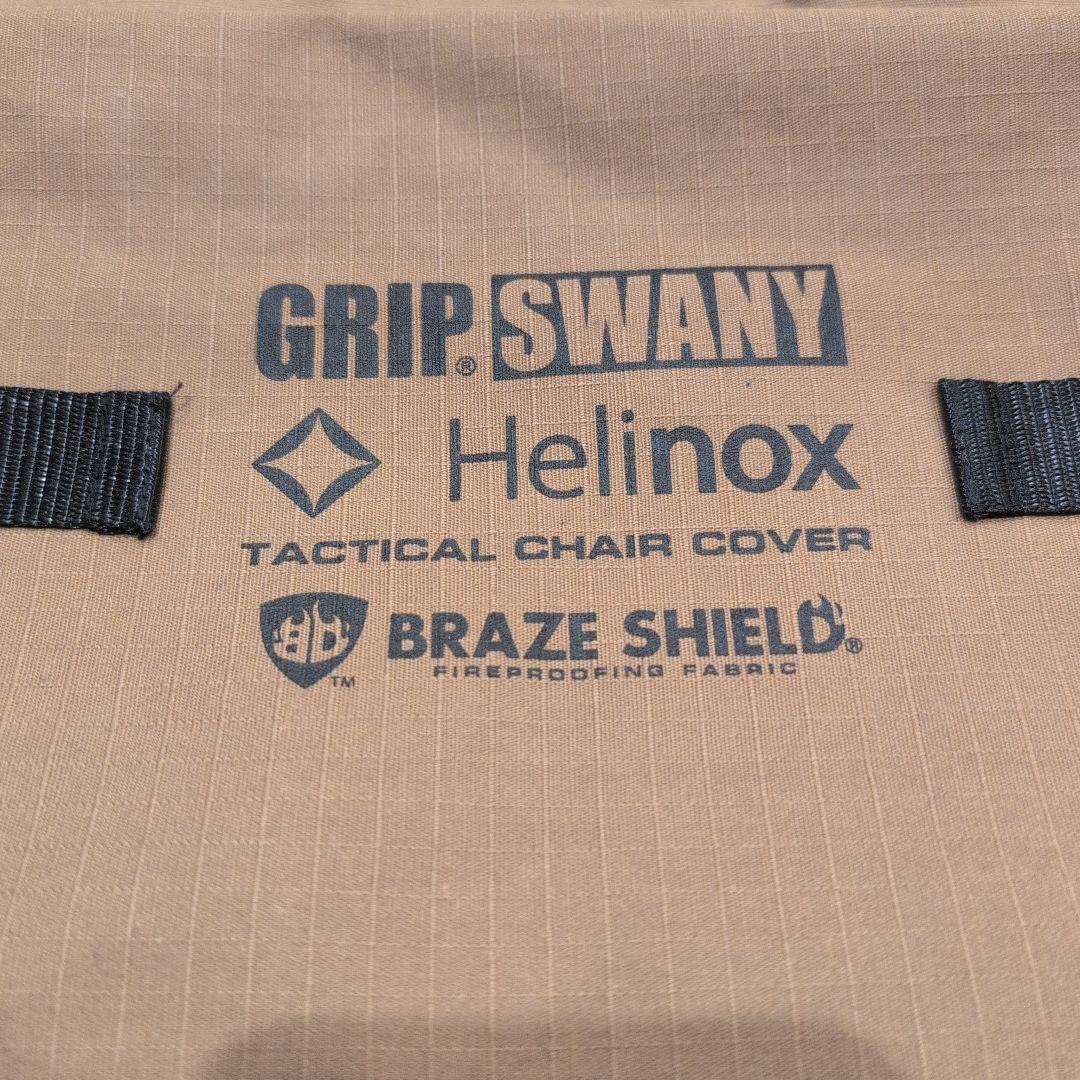 GRIP® SWANY
Helinox
TACTICAL CHAIR COVER
BRAZE SHIELD®
FIREPROOFING FABRIC
TM